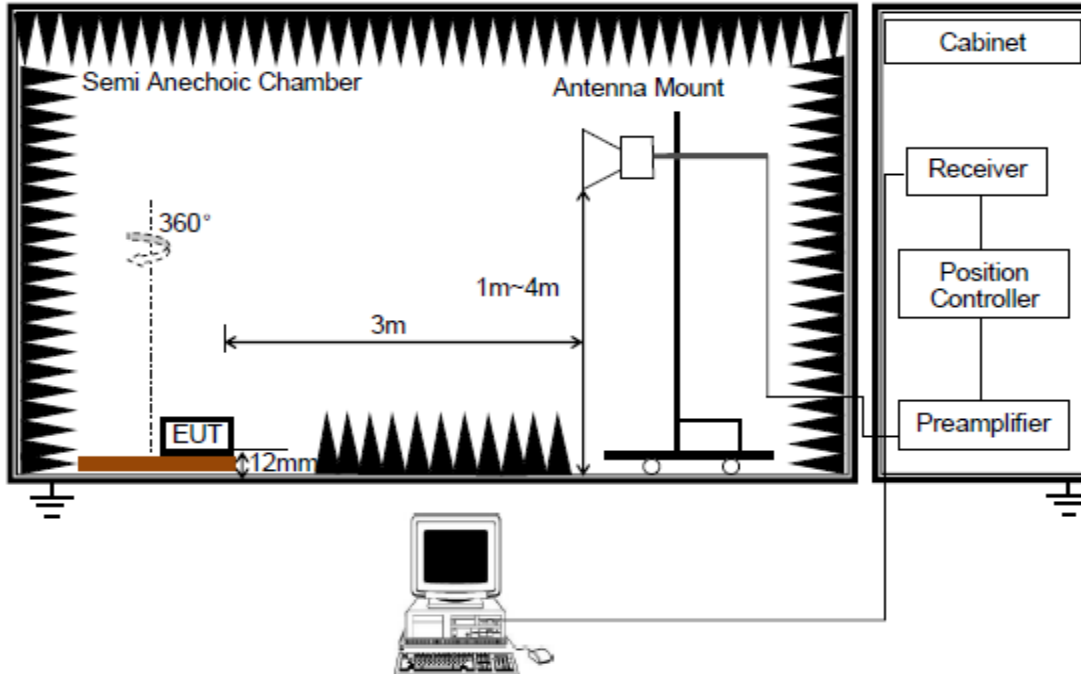 Semi Anechoic Chamber
Antenna Mount
Cabinet
Receiver
360°
1m~4m
Position
Controller
3m
Preamplifier
EUT
12mm